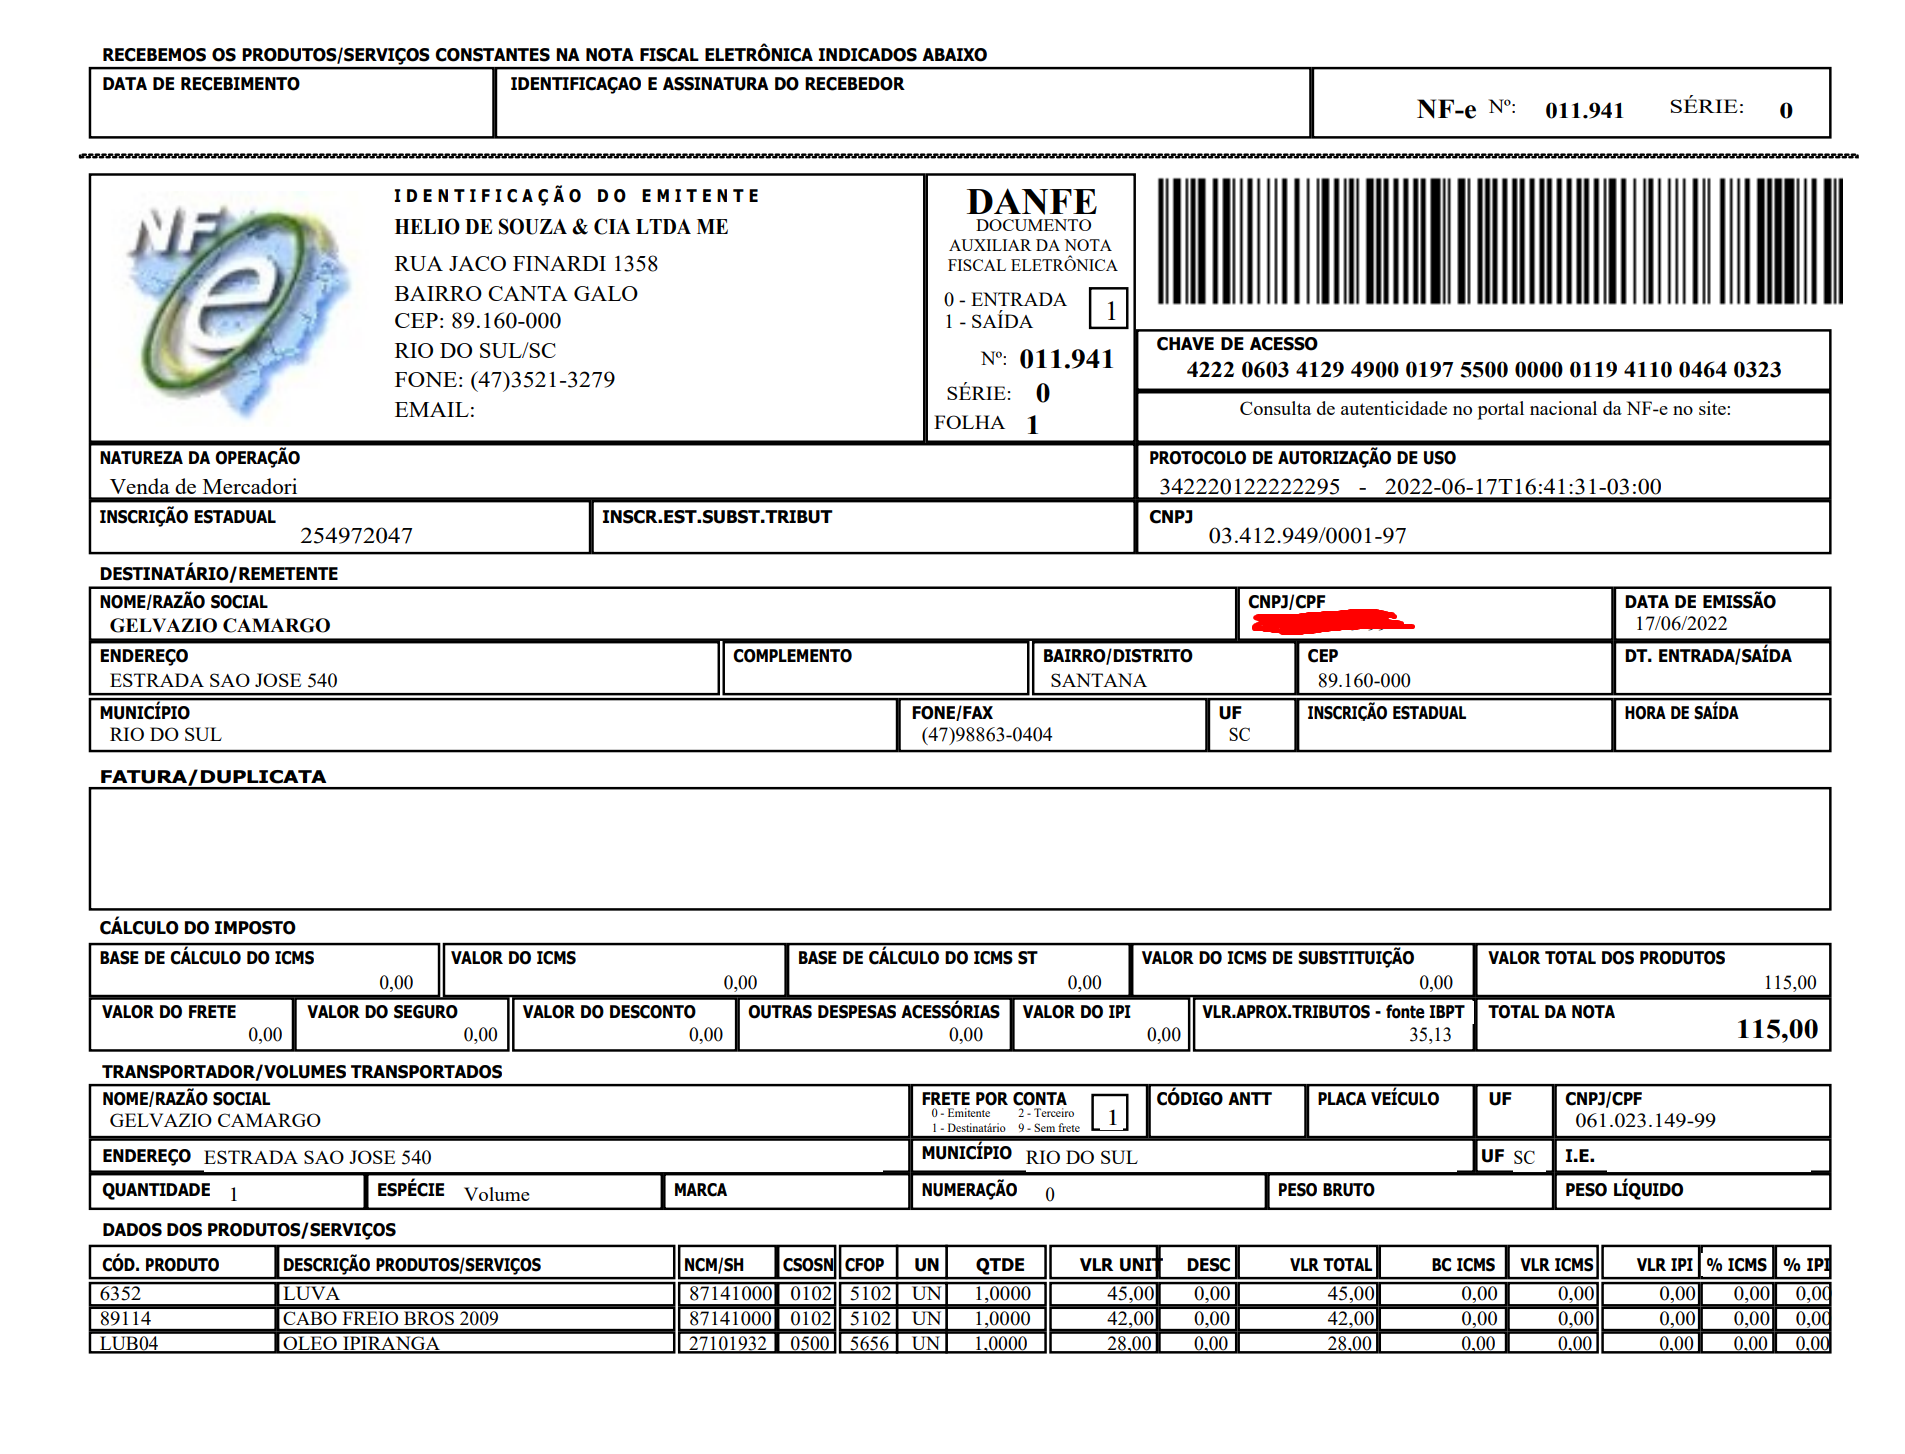 RECEBEMOS OS PRODUTOS/SERVIÇOS CONSTANTES NA NOTA FISCAL ELETRÔNICA INDICADOS ABAIXO
DATA DE RECEBIMENTO
IDENTIFICAÇAO E ASSINATURA DO RECEBEDOR
NF-e Nº: 011.941 SÉRIE: 0
NFe
IDENTIFICAÇÃO DO EMITENTE
HELIO DE SOUZA & CIA LTDA ME
RUA JACO FINARDI 1358
BAIRRO CANTA GALO
CEP: 89.160-000
RIO DO SUL/SC
FONE: (47)3521-3279
EMAIL:
DANFE
DOCUMENTO
AUXILIAR DA NOTA
FISCAL ELETRÔNICA
0 - ENTRADA
1 - SAÍDA
1
Nº: 011.941
SÉRIE: 0
FOLHA 1
CHAVE DE ACESSO
4222 0603 4129 4900 0197 5500 0000 0119 4110 0464 0323
Consulta de autenticidade no portal nacional da NF-e no site:
NATUREZA DA OPERAÇÃO
Venda de Mercadori
PROTOCOLO DE AUTORIZAÇÃO DE USO
342220122222295 - 2022-06-17T16:41:31-03:00
INSCRIÇÃO ESTADUAL
254972047
INSCR.EST.SUBST.TRIBUT
CNPJ
03.412.949/0001-97
DESTINATÁRIO/REMETENTE
NOME/RAZÃO SOCIAL
GELVAZIO CAMARGO
CNPJ/CPF
DATA DE EMISSÃO
17/06/2022
ENDEREÇO
ESTRADA SAO JOSE 540
COMPLEMENTO
BAIRRO/DISTRITO
SANTANA
CEP
89.160-000
DT. ENTRADA/SAÍDA
MUNICÍPIO
RIO DO SUL
FONE/FAX
(47)98863-0404
UF
SC
INSCRIÇÃO ESTADUAL
HORA DE SAÍDA
FATURA/DUPLICATA
CÁLCULO DO IMPOSTO
BASE DE CÁLCULO DO ICMS
0,00
VALOR DO ICMS
0,00
BASE DE CÁLCULO DO ICMS ST
0,00
VALOR DO ICMS DE SUBSTITUIÇÃO
0,00
VALOR TOTAL DOS PRODUTOS
115,00
VALOR DO FRETE
0,00
VALOR DO SEGURO
0,00
VALOR DO DESCONTO
0,00
OUTRAS DESPESAS ACESSÓRIAS
0,00
VALOR DO IPI
0,00
VLR.APROX.TRIBUTOS - fonte IBPT
35,13
TOTAL DA NOTA
115,00
TRANSPORTADOR/VOLUMES TRANSPORTADOS
NOME/RAZÃO SOCIAL
GELVAZIO CAMARGO
FRETE POR CONTA
0 - Emitente 2 - Terceiro
1 - Destinatário 9 - Sem frete
1
CÓDIGO ANTT
PLACA VEÍCULO
UF
CNPJ/CPF
061.023.149-99
ENDEREÇO ESTRADA SAO JOSE 540
MUNICÍPIO RIO DO SUL
UF SC
I.E.
QUANTIDADE 1
ESPÉCIE Volume
MARCA
NUMERAÇÃO 0
PESO BRUTO
PESO LÍQUIDO
DADOS DOS PRODUTOS/SERVIÇOS
CÓD. PRODUTO DESCRIÇÃO PRODUTOS/SERVIÇOS NCM/SH CSOSN CFOP UN QTDE VLR UNIT DESC VLR TOTAL BC ICMS VLR ICMS VLR IPI % ICMS % IPI
6352 LUVA 87141000 0102 5102 UN 1,0000 45,00 0,00 45,00 0,00 0,00 0,00 0,00 0,00
89114 CABO FREIO BROS 2009 87141000 0102 5102 UN 1,0000 42,00 0,00 42,00 0,00 0,00 0,00 0,00 0,00
LUB04 OLEO IPIRANGA 27101932 0500 5656 UN 1,0000 28,00 0,00 28,00 0,00 0,00 0,00 0,00 0,00